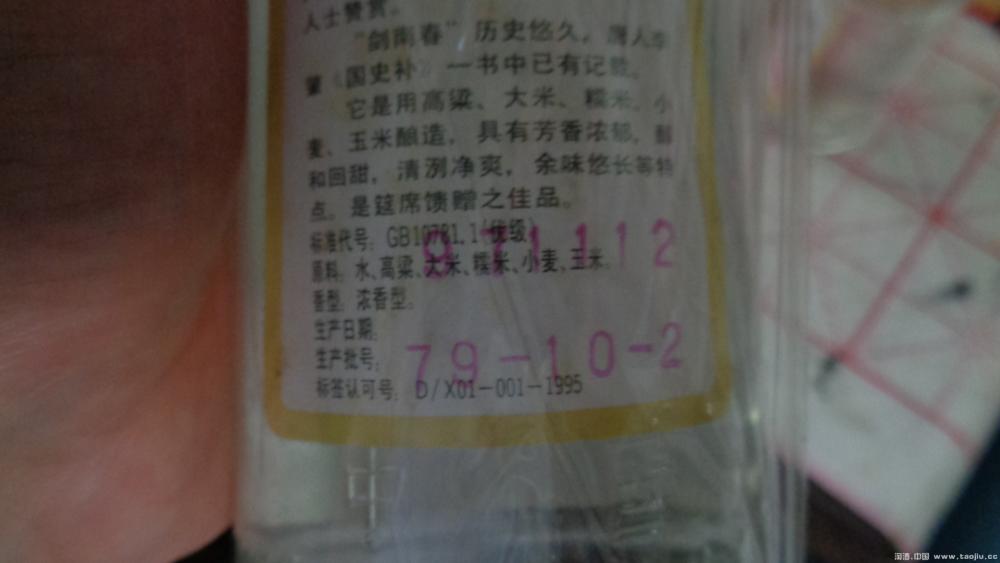 人士赞赏。
"剑南春" 历史悠久，唐人李
肇《国史补》一书中已有记载。
它是用高粱、大米、糯米、小
麦、玉米酿造，具有芳香浓郁，醇
和回甜，清洌净爽，余味悠长等特
点。是筵席馈赠之佳品。
标准代号：GB10781.1(优级)
971112
原料：水、高粱、大米、糯米、小麦、玉米。
香型：浓香型。
生产日期：
生产批号：
79-10-2
标签认可号：D/X01-001-1995
淘酒.中国 www.taojiu.cc